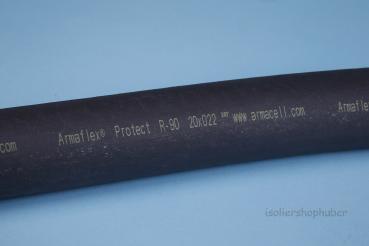 .com Armaflex® Protect R-90 20x022 www.armacell.com Armaflex
isoliershophuber